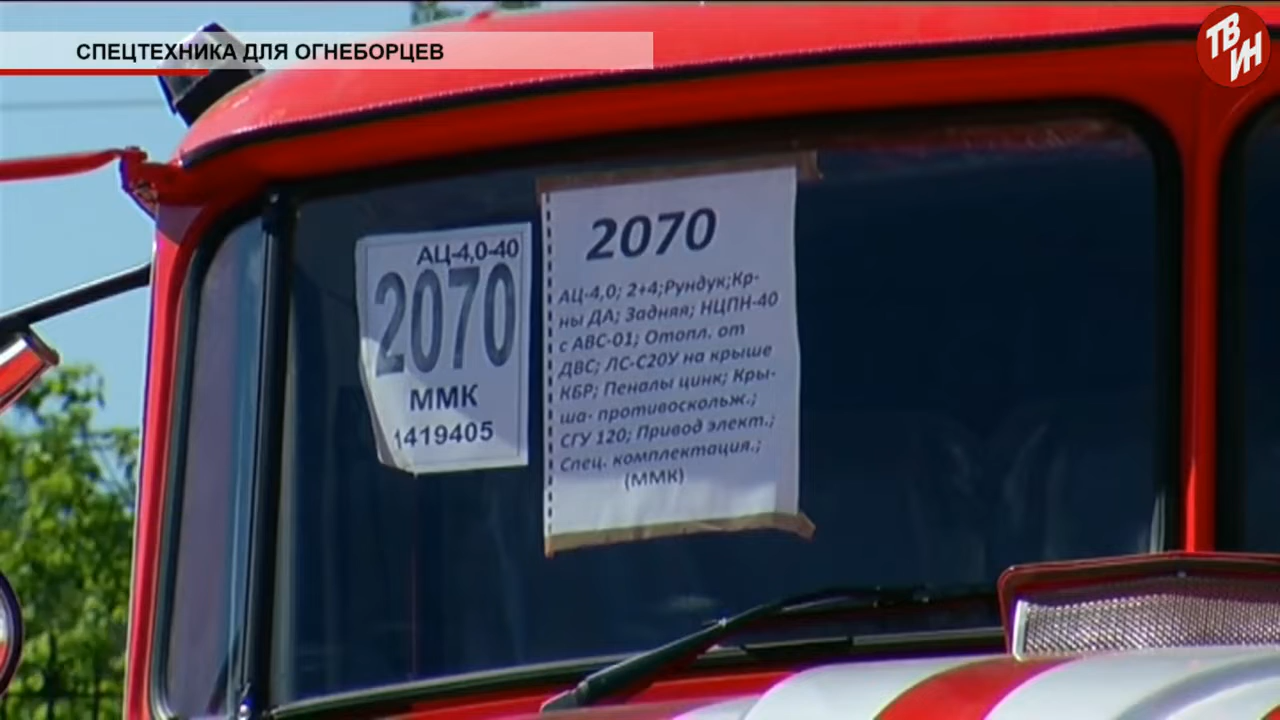 СПЕЦТЕХНИКА ДЛЯ ОГНЕБОРЦЕВ
ТВ
ИН
АЦ-4,0-40
2070
ММК
1419405
2070
АЦ-4,0; 2+4;Рундук;Кр-
ны ДА; Задняя; НЦПН-40
с АВС-01; Отопл. от
ДВС; ЛС-С20У на крыше
КБР; Пеналы цинк; Кры-
ша- противоскольж.;
СГУ 120; Привод элект.;
Спец. комплектация.;
(ММК)